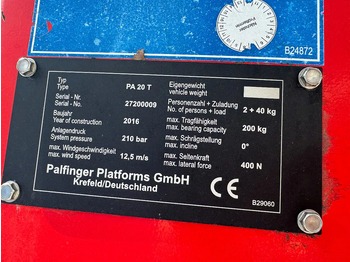 B24872
Typ
Type PA 20 T
Serial - Nr.
Serial - No. 27200009
Baujahr
Year of construction 2016
Anlagendruck
System pressure 210 bar
max. Windgeschwindigkeit
max. wind speed 12,5 m/s
Eigengewicht
vehicle weight
Personenzahl + Zuladung
No. of persons + load 2 + 40 kg
max. Tragfähigkeit
max. bearing capacity 200 kg
max. Schrägstellung
max. incline 0°
max. Seitenkraft
max. lateral force 400 N
Palfinger Platforms GmbH
Krefeld/Deutschland
CE
B29060